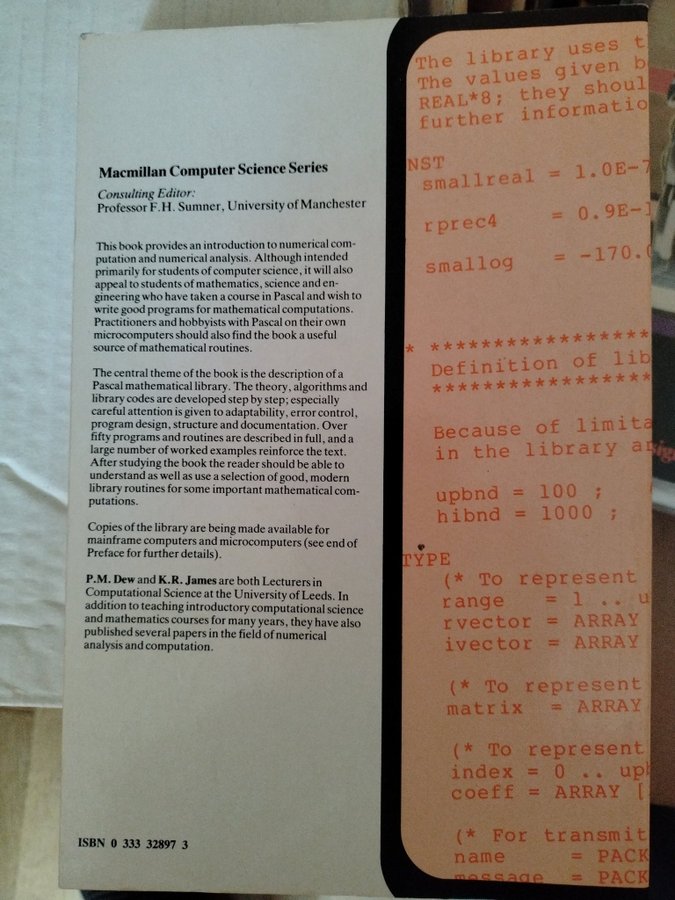 Macmillan Computer Science Series
Consulting Editor:
Professor F.H. Sumner, University of Manchester
This book provides an introduction to numerical com-
putation and numerical analysis. Although intended
primarily for students of computer science, it will also
appeal to students of mathematics, science and en-
gineering who have taken a course in Pascal and wish to
write good programs for mathematical computations.
Practitioners and hobbyists with Pascal on their own
microcomputers should also find the book a useful
source of mathematical routines.
The central theme of the book is the description of a
Pascal mathematical library. The theory, algorithms and
library codes are developed step by step; especially
careful attention is given to adaptability, error control,
program design, structure and documentation. Over
fifty programs and routines are described in full, and a
large number of worked examples reinforce the text.
After studying the book the reader should be able to
understand as well as use a selection of good, modern
library routines for some important mathematical com-
putations.
Copies of the library are being made available for
mainframe computers and microcomputers (see end of
Preface for further details).
P.M. Dew and K.R. James are both Lecturers in
Computational Science at the University of Leeds. In
addition to teaching introductory computational science
and mathematics courses for many years, they have also
published several papers in the field of numerical
analysis and computation.
ISBN 0 333 32897 3
The library uses t
The values given b
REAL*8; they shoul
further informatio
NST
smallreal = 1.0E-7
rprec4 = 0.9E-1
smallog = -170.0
* *****************
Definition of lib
*****************
Because of limita
in the library ar
upbnd = 100 ;
hibnd = 1000 ;
TYPE
(* To represent
range = 1 .. u
rvector = ARRAY
ivector = ARRAY
(* To represent
matrix = ARRAY
(* To represent
index = 0 .. upb
coeff = ARRAY [
(* For transmit
name = PACK
message = PACK